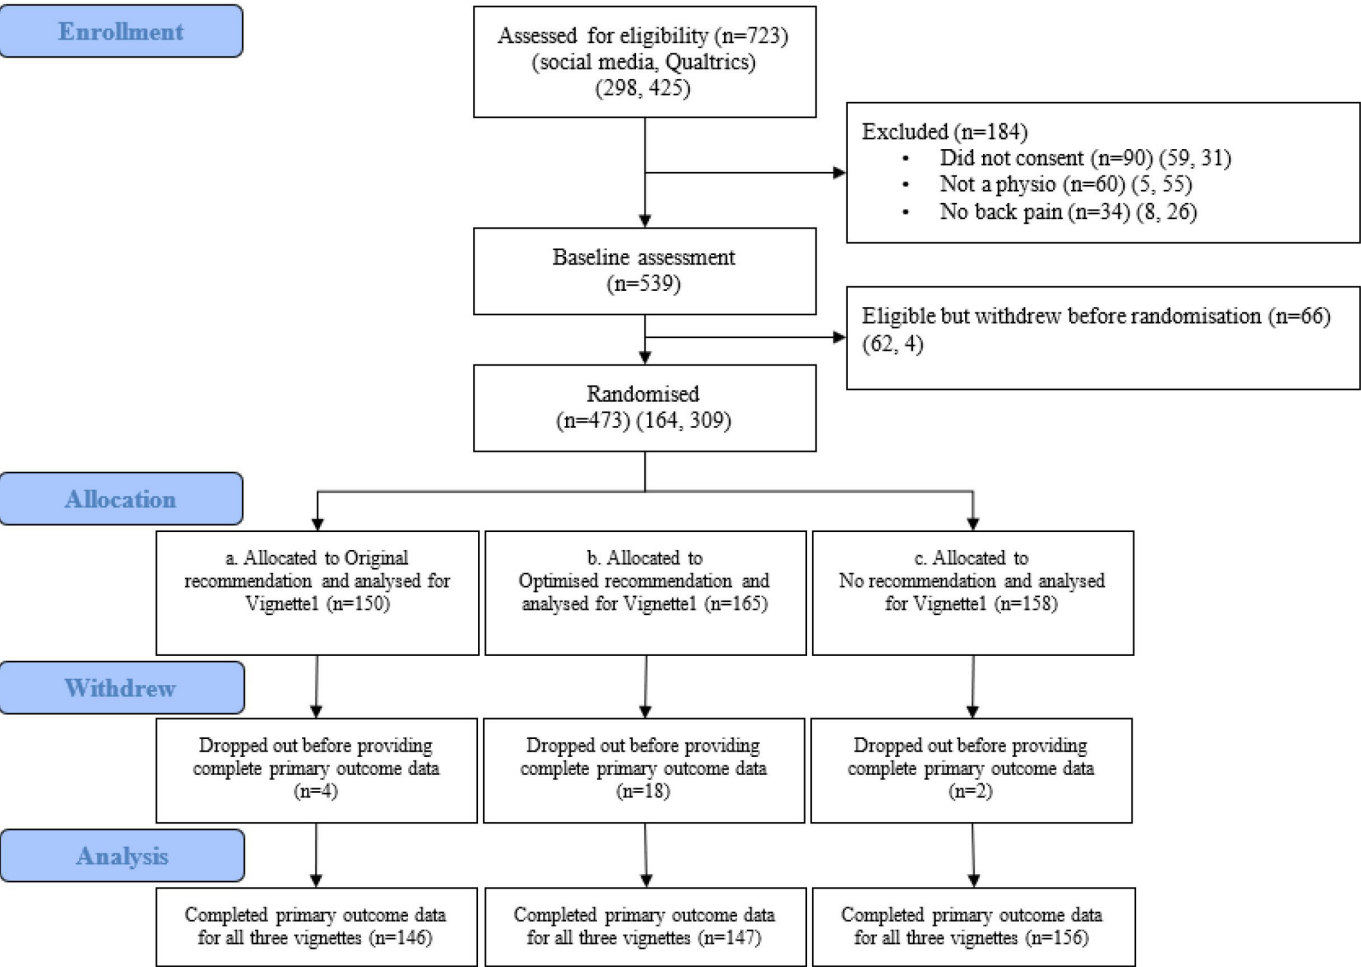 Enrollment
Assessed for eligibility (n=723)
(social media, Qualtrics)
(298, 425)
Excluded (n=184)
• Did not consent (n=90) (59, 31)
• Not a physio (n=60) (5, 55)
• No back pain (n=34) (8, 26)
Baseline assessment
(n=539)
Eligible but withdrew before randomisation (n=66)
(62, 4)
Randomised
(n=473) (164, 309)
Allocation
a. Allocated to Original
recommendation and analysed for
Vignette1 (n=150)
b. Allocated to
Optimised recommendation and
analysed for Vignette1 (n=165)
c. Allocated to
No recommendation and analysed
for Vignette1 (n=158)
Withdrew
Dropped out before providing
complete primary outcome data
(n=4)
Dropped out before providing
complete primary outcome data
(n=18)
Dropped out before providing
complete primary outcome data
(n=2)
Analysis
Completed primary outcome data
for all three vignettes (n=146)
Completed primary outcome data
for all three vignettes (n=147)
Completed primary outcome data
for all three vignettes (n=156)